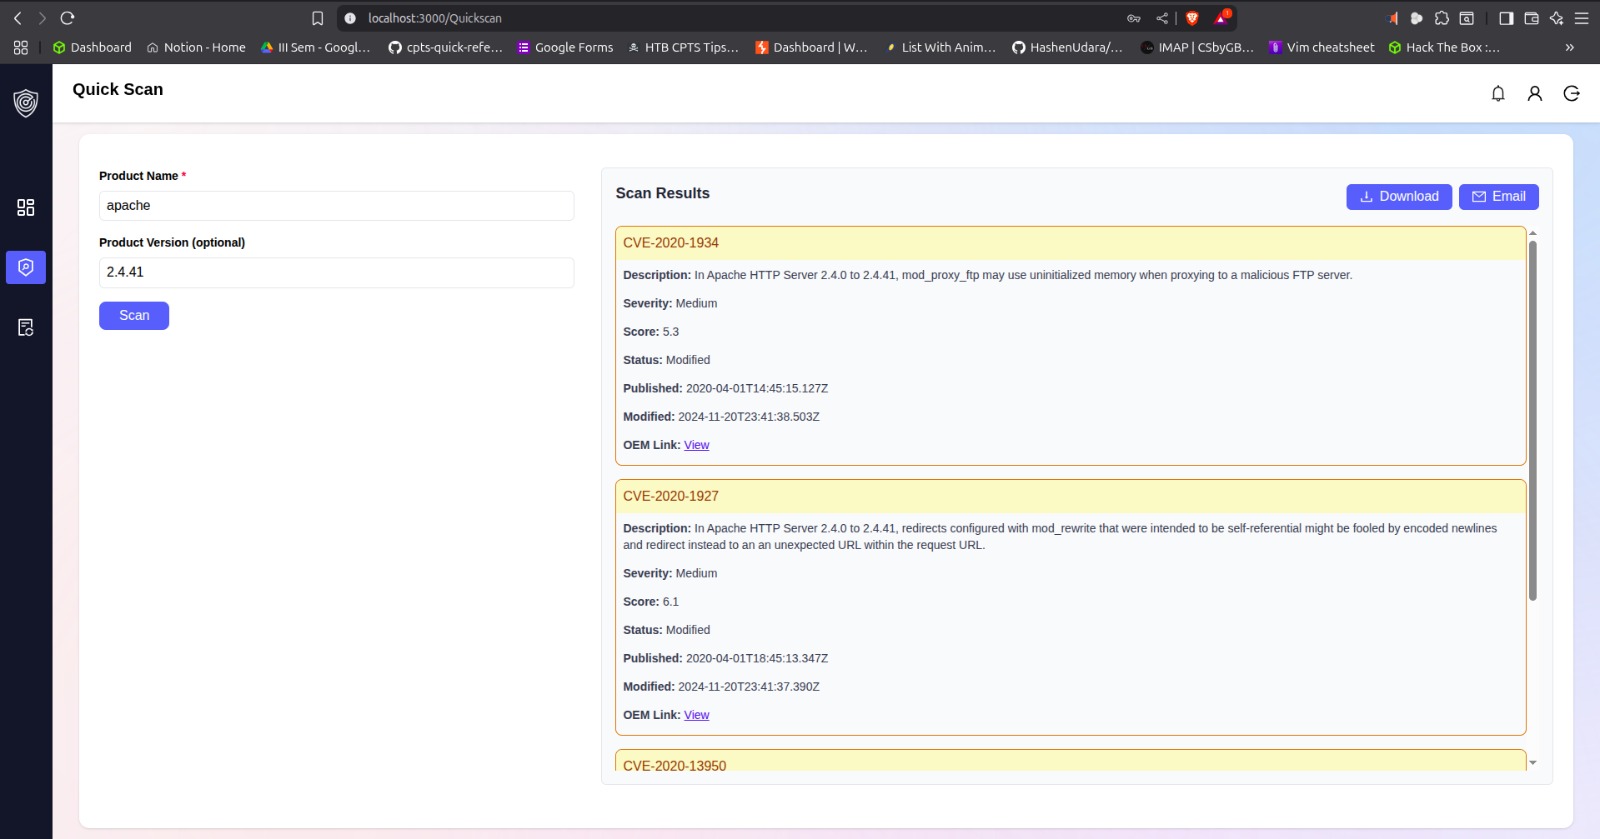 localhost:3000/Quickscan
1
Dashboard
Notion - Home
III Sem - Googl...
cpts-quick-refe...
Google Forms
HTB CPTS Tips...
Dashboard | W...
List With Anim...
HashenUdara/...
IMAP | CSbyGB...
Vim cheatsheet
Hack The Box :...
»
Quick Scan
Product Name *
apache
Product Version (optional)
2.4.41
Scan
Scan Results
Download
Email
CVE-2020-1934
Description: In Apache HTTP Server 2.4.0 to 2.4.41, mod_proxy_ftp may use uninitialized memory when proxying to a malicious FTP server.
Severity: Medium
Score: 5.3
Status: Modified
Published: 2020-04-01T14:45:15.127Z
Modified: 2024-11-20T23:41:38.503Z
OEM Link: View
CVE-2020-1927
Description: In Apache HTTP Server 2.4.0 to 2.4.41, redirects configured with mod_rewrite that were intended to be self-referential might be fooled by encoded newlines
and redirect instead to an an unexpected URL within the request URL.
Severity: Medium
Score: 6.1
Status: Modified
Published: 2020-04-01T18:45:13.347Z
Modified: 2024-11-20T23:41:37.390Z
OEM Link: View
CVE-2020-13950